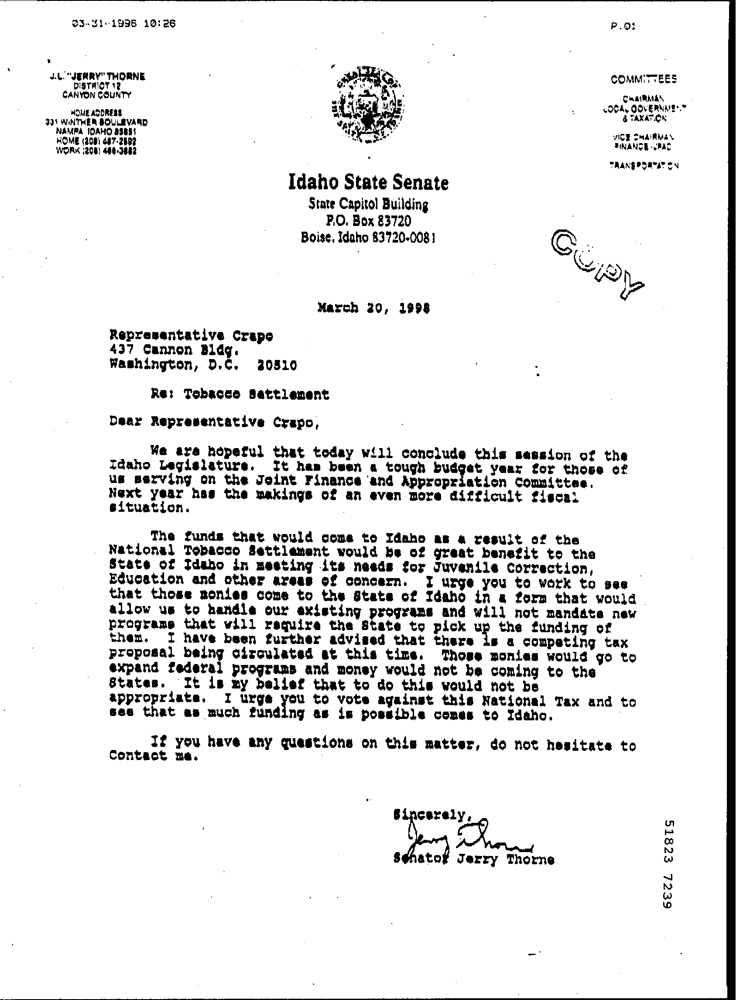 03-31-1998 10:26
P.01
J.L. "JERRY" THORNE
DISTRICT 12
CANYON COUNTY
HOME ADDRESS
331 WINTHER BOULEVARD
NAMPA IDAHO 83651
HOME (208)
WORK (208)
COMMITTEES
CHAIRMAN
LOCAL GOVERNMENT
& TAXATION
VICE CHAIRMAN
FINANCE - JFAC
TRANSPORTATION
Idaho State Senate
State Capitol Building
P.O. Box 83720
Boise, Idaho 83720-0081
COPY
March 20, 1998
Representative Crapo
437 Cannon Bldg.
Washington, D.C. 20510
Re: Tobacco Settlement
Dear Representative Crapo,
We are hopeful that today will conclude this session of the
Idaho Legislature. It has been a tough budget year for those of
us serving on the Joint Finance and Appropriation Committee.
Next year has the makings of an even more difficult fiscal
situation.
The funds that would come to Idaho as a result of the
National Tobacco Settlement would be of great benefit to the
State of Idaho in meeting its needs for Juvenile Correction,
Education and other areas of concern. I urge you to work to see
that those monies come to the State of Idaho in a form that would
allow us to handle our existing programs and will not mandate new
programs that will require the State to pick up the funding of
them. I have been further advised that there is a competing tax
proposal being circulated at this time. Those monies would go to
expand federal programs and money would not be coming to the
States. It is my belief that to do this would not be
appropriate. I urge you to vote against this National Tax and to
see that as much funding as is possible comes to Idaho.
If you have any questions on this matter, do not hesitate to
Contact me.
Sincerely,
Jerry Thorne
Senator Jerry Thorne
51823 7239